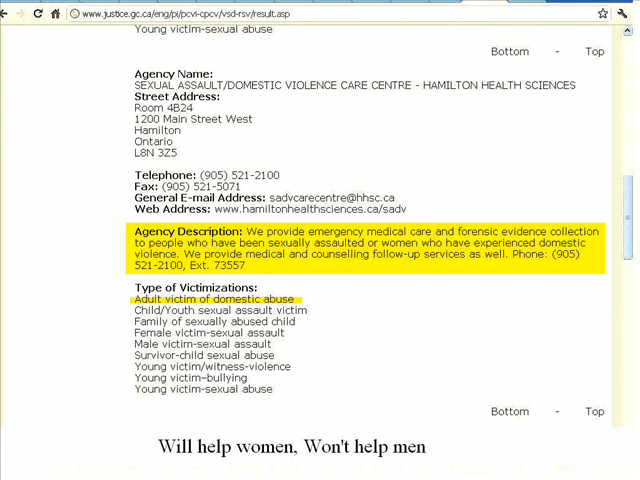 www.justice.gc.ca/eng/pi/pcvi-cpcv/vsd-rsv/result.asp
Young victim-sexual abuse
Bottom - Top
Agency Name:
SEXUAL ASSAULT/DOMESTIC VIOLENCE CARE CENTRE - HAMILTON HEALTH SCIENCES
Street Address:
Room 4B24
1200 Main Street West
Hamilton
Ontario
L8N 3Z5
Telephone: (905) 521-2100
Fax: (905) 521-5071
General E-mail Address: sadvcarecentre@hhsc.ca
Web Address: www.hamiltonhealthsciences.ca/sadv
Agency Description: We provide emergency medical care and forensic evidence collection
to people who have been sexually assaulted or women who have experienced domestic
violence. We provide medical and counselling follow-up services as well. Phone: (905)
521-2100, Ext. 73557
Type of Victimizations:
Adult victim of domestic abuse
Child/Youth sexual assault victim
Family of sexually abused child
Female victim-sexual assault
Male victim-sexual assault
Survivor-child sexual abuse
Young victim/witness-violence
Young victim–bullying
Young victim-sexual abuse
Bottom - Top
Will help women, Won't help men